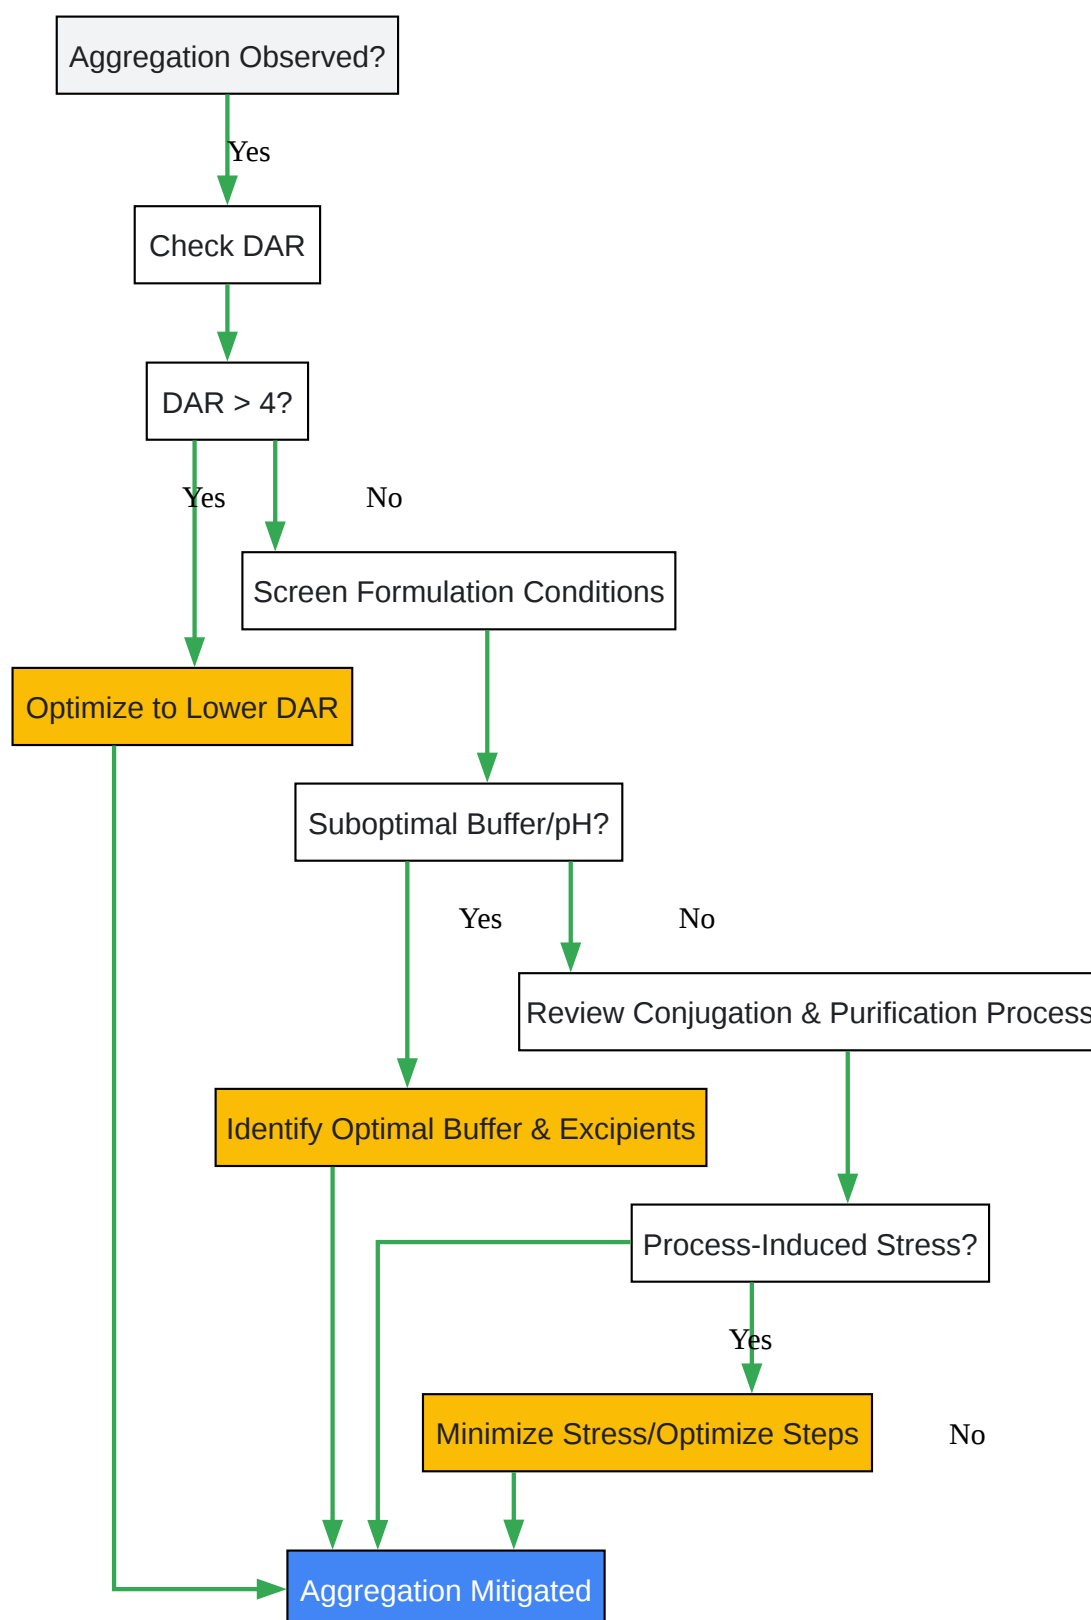 Aggregation Observed?
Yes
Check DAR
DAR > 4?
Yes
No
Screen Formulation Conditions
Optimize to Lower DAR
Suboptimal Buffer/pH?
Yes
No
Review Conjugation & Purification Process
Identify Optimal Buffer & Excipients
Process-Induced Stress?
Yes
Minimize Stress/Optimize Steps
No
Aggregation Mitigated